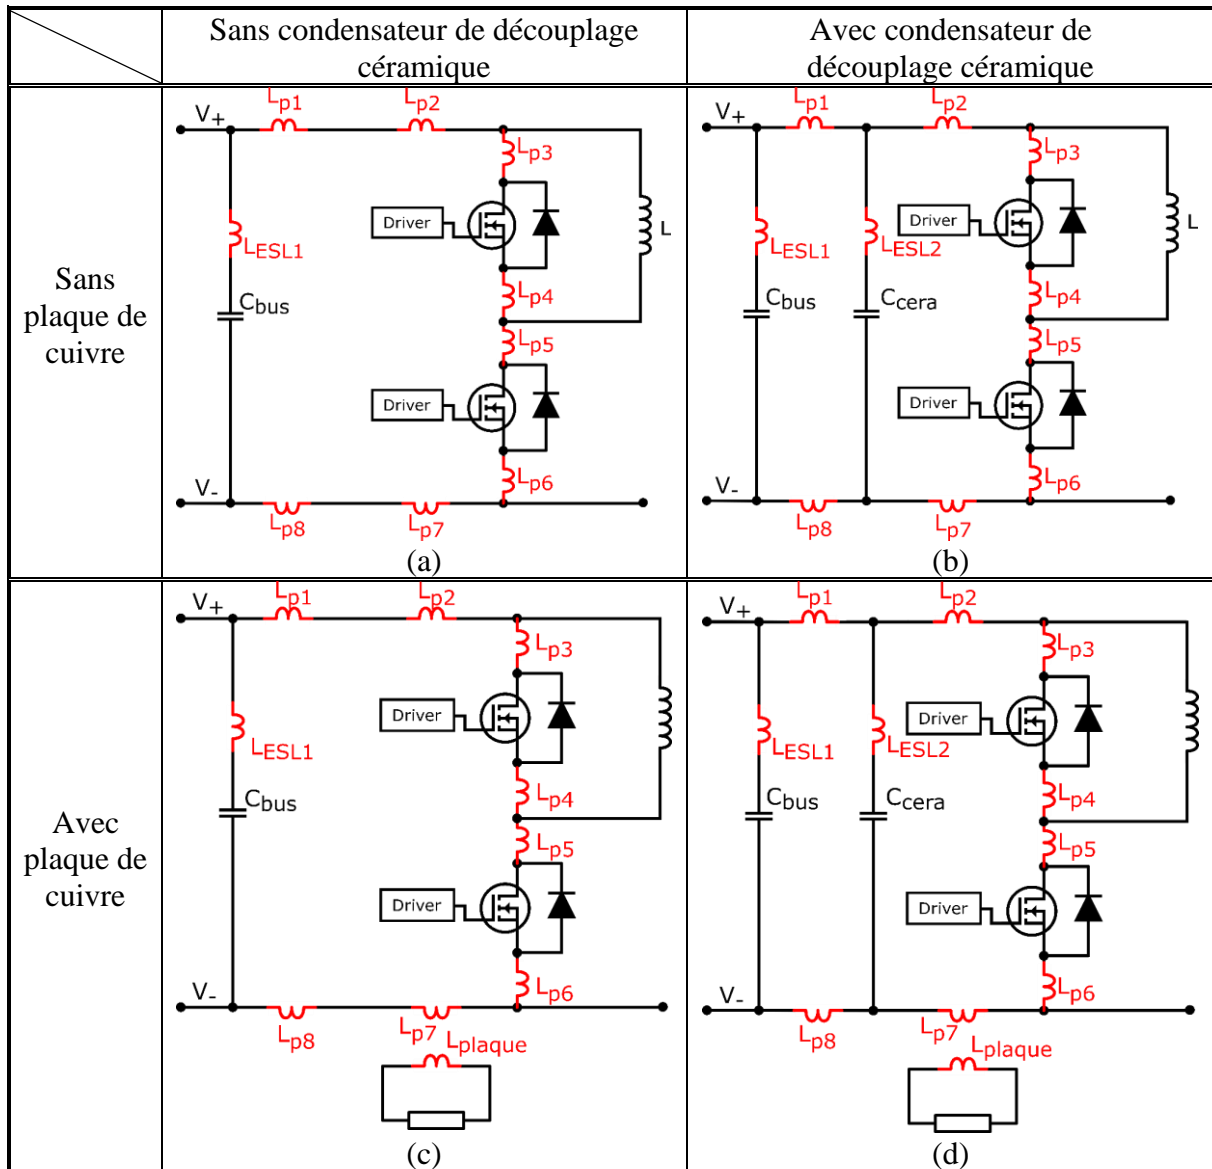 Sans condensateur de découplage
céramique
Avec condensateur de
découplage céramique
Sans
plaque de
cuivre
V+
Lp1
Lp2
Lp3
Driver
L
LESL1
Lp4
Cbus
Lp5
Driver
Lp6
V-
Lp8
Lp7
(a)
V+
Lp1
Lp2
Lp3
Driver
L
LESL1
LESL2
Lp4
Cbus
Ccera
Lp5
Driver
Lp6
V-
Lp8
Lp7
(b)
Avec
plaque de
cuivre
V+
Lp1
Lp2
Lp3
Driver
LESL1
Lp4
Cbus
Lp5
Driver
Lp6
V-
Lp8
Lp7
Lplaque
(c)
V+
Lp1
Lp2
Lp3
Driver
LESL1
LESL2
Lp4
Cbus
Ccera
Lp5
Driver
Lp6
V-
Lp8
Lp7
Lplaque
(d)